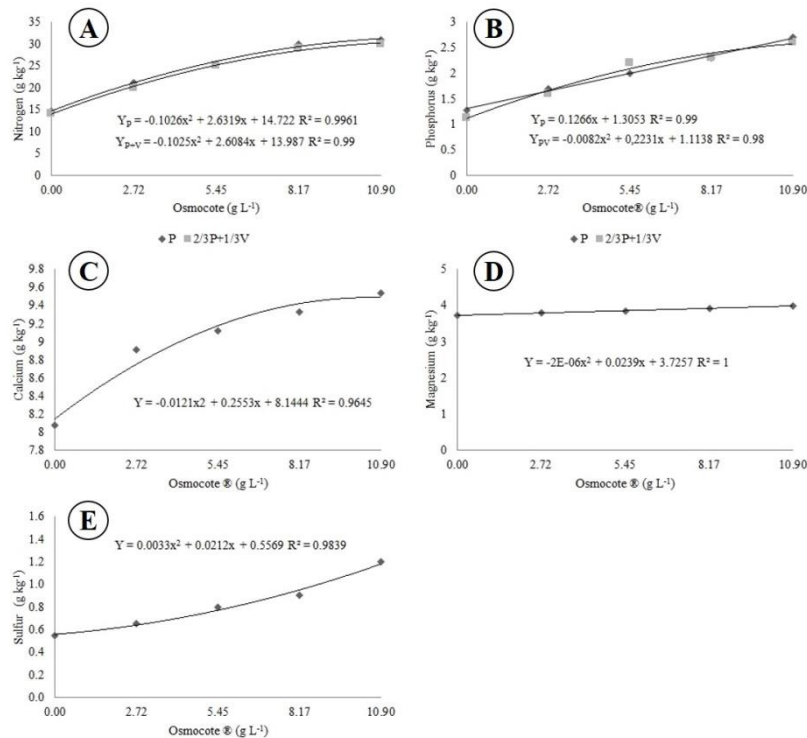 A
Nitrogen (g kg⁻¹)
35
30
25
20
15
10
5
0
Yₚ = -0.1026x² + 2.6319x + 14.722 R² = 0.9961
Yₚ₊ᵥ = -0.1025x² + 2.6084x + 13.987 R² = 0.99
0.00 2.72 5.45 8.17 10.90
Osmocote (g L⁻¹)
◆ P ■ 2/3P+1/3V
B
Phosphorus (g kg⁻¹)
3
2.5
2
1.5
1
0.5
0
Yₚ = 0.1266x + 1.3053 R² = 0.99
Yₚᵥ = -0.0082x² + 0,2231x + 1.1138 R² = 0.98
0.00 2.72 5.45 8.17 10.90
Osmocote® (g L⁻¹)
◆ P ■ 2/3P+1/3V
C
Calcium (g kg⁻¹)
9.8
9.6
9.4
9.2
9
8.8
8.6
8.4
8.2
8
7.8
Y = -0.0121x2 + 0.2553x + 8.1444 R² = 0.9645
0.00 2.72 5.45 8.17 10.90
Osmocote ® (g L⁻¹)
D
Magnesium (g kg⁻¹)
5
4
3
2
1
0
Y = -2E-06x² + 0.0239x + 3.7257 R² = 1
0.00 2.72 5.45 8.17 10.90
Osmocote ® (g L⁻¹)
E
Sulfur (g kg⁻¹)
1.6
1.4
1.2
1.0
0.8
0.6
0.4
0.2
0.0
Y = 0.0033x² + 0.0212x + 0.5569 R² = 0.9839
0.00 2.72 5.45 8.17 10.90
Osmocote ® (g L⁻¹)